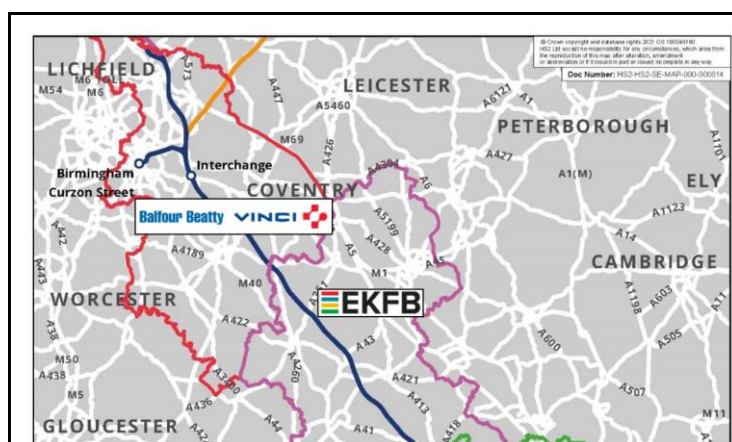 © Crown copyright and database rights 2021 OS 100049190
HS2 Ltd accept no responsibility for any circumstances, which arise from
the reproduction of this map after alteration, amendment
or abbreviation or if it issued in part or issued incomplete in any way.
Doc Number: HS2-HS2-SE-MAP-000-000014
LICHFIELD
A573
M6 TOLL
M54
M6
A447
LEICESTER
A5460
A6121
A1
PETERBOROUGH
A1101
M69
A426
A427
Birmingham
Curzon Street
Interchange
COVENTRY
A4304
A6
A1(M)
ELY
Balfour Beatty VINCI
A5199
A1123
A442
A4189
A5
A428
A14
A443
M40
M1
A45
CAMBRIDGE
WORCESTER
EKFB
A1198
A603
A11
A38
A422
A43
A600
A505
M50
A438
A3400
A4260
A421
A507
M5
A436
A413
M11
GLOUCESTER
A44
A41
A418